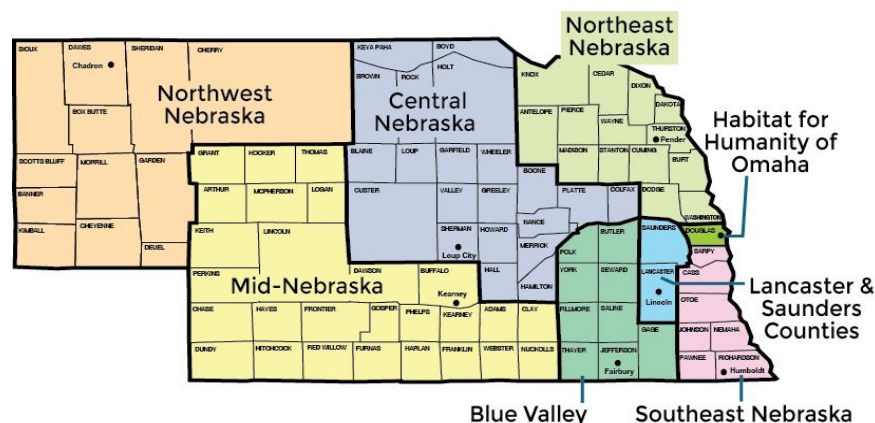 Northeast
Nebraska
SIOUX
DAWES
SHERIDAN
CHERRY
Chadron
BOX BUTTE
Northwest
Nebraska
SCOTTS BLUFF
MORRILL
GARDEN
BANNER
KIMBALL
CHEYENNE
DEUEL
KEYA PAHA
BOYD
BROWN
ROCK
HOLT
Central
Nebraska
BLAINE
LOUP
GARFIELD
WHEELER
BOONE
PLATTE
COLFAX
CUSTER
VALLEY
GREELEY
NANCE
SHERMAN
HOWARD
Loup City
MERRICK
HALL
HAMILTON
KNOX
CEDAR
DIXON
DAKOTA
ANTELOPE
PIERCE
WAYNE
THURSTON
Pender
MADISON
STANTON
CUMING
BURT
DODGE
WASHINGTON
Habitat for
Humanity of
Omaha
DOUGLAS
GRANT
HOOKER
THOMAS
ARTHUR
MCPHERSON
LOGAN
KEITH
LINCOLN
PERKINS
DAWSON
BUFFALO
Mid-Nebraska
Kearney
CHASE
HAYES
FRONTIER
GOSPER
PHELPS
KEARNEY
ADAMS
CLAY
DUNDY
HITCHCOCK
RED WILLOW
FURNAS
HARLAN
FRANKLIN
WEBSTER
NUCKOLLS
BUTLER
POLK
YORK
SEWARD
FILLMORE
SALINE
GAGE
THAYER
JEFFERSON
Fairbury
SAUNDERS
LANCASTER
Lincoln
Lancaster &
Saunders
Counties
SARPY
CASS
OTOE
JOHNSON
NEMAHA
PAWNEE
RICHARDSON
Humboldt
Blue Valley
Southeast Nebraska